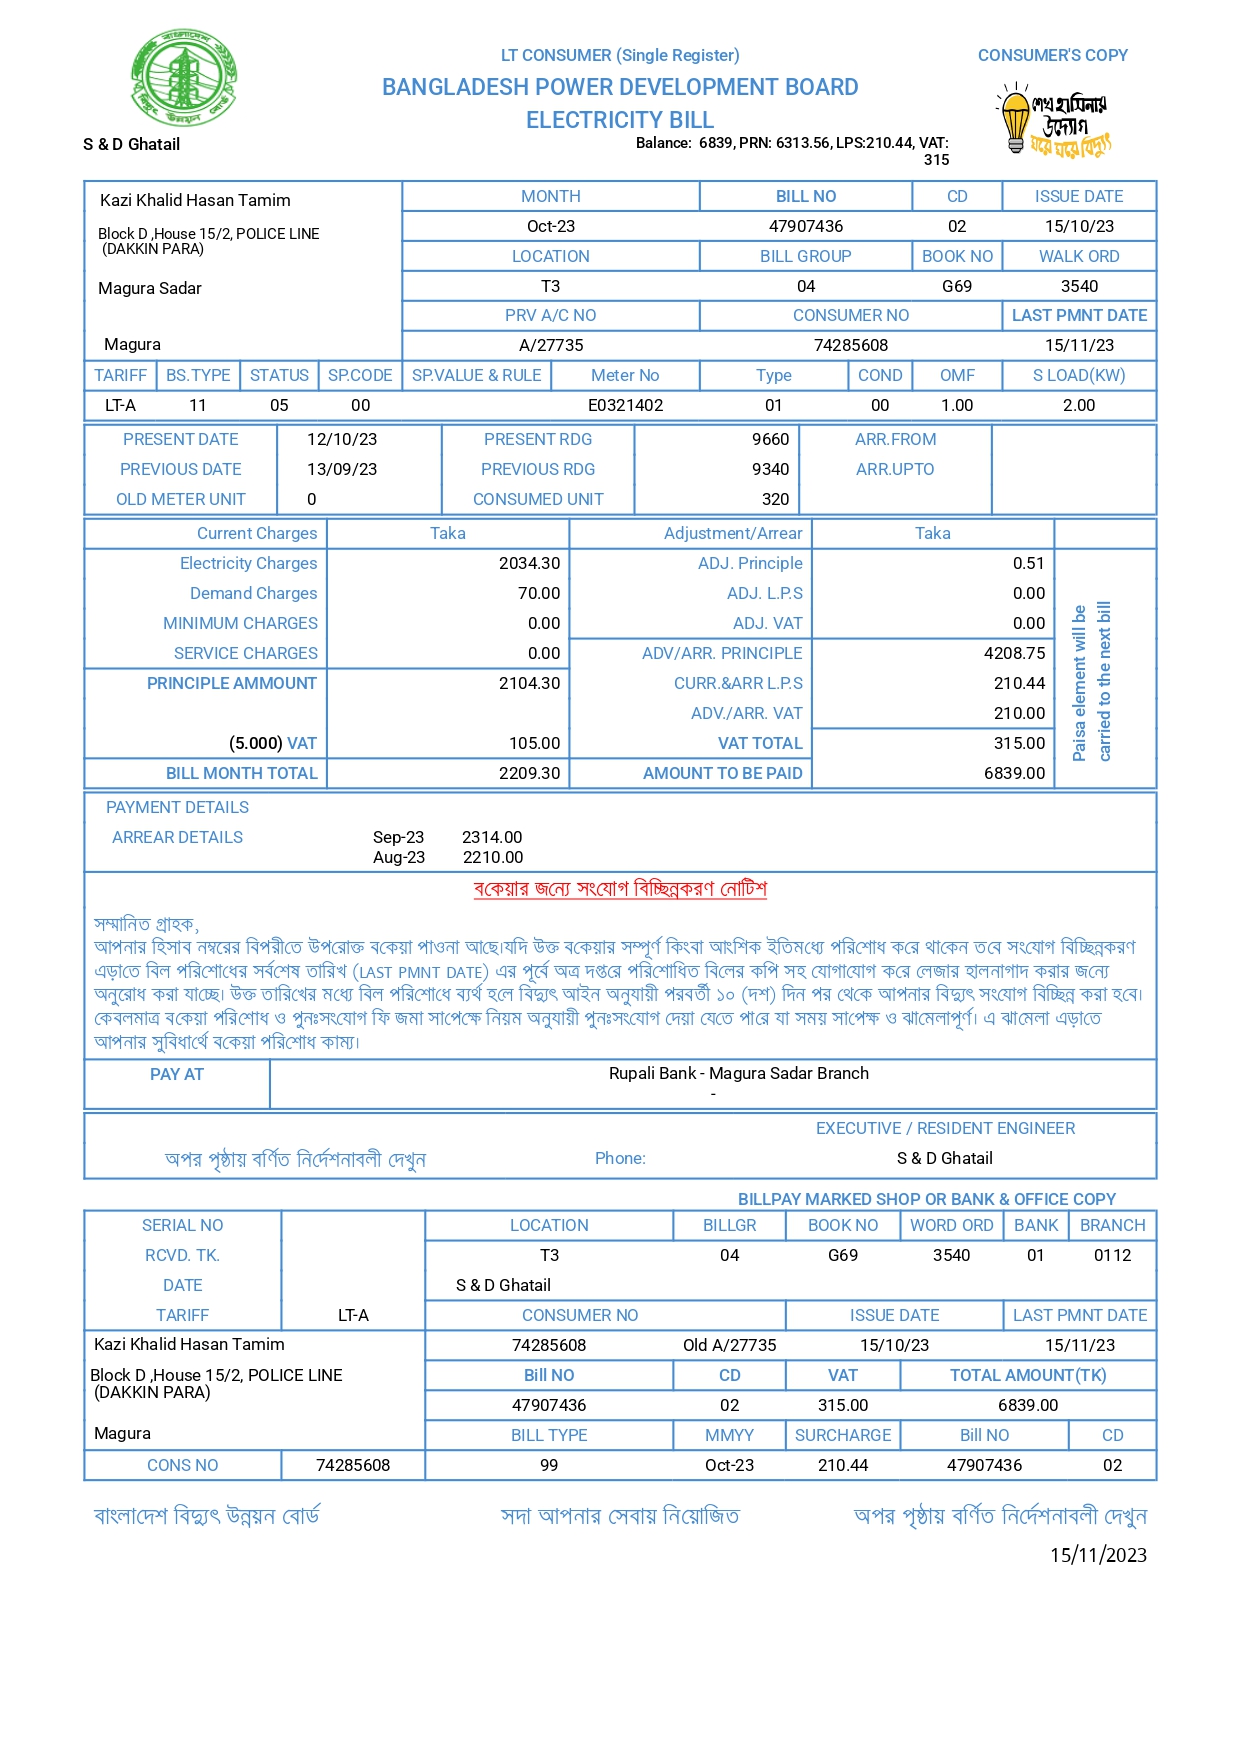 LT CONSUMER (Single Register)
CONSUMER'S COPY
BANGLADESH POWER DEVELOPMENT BOARD
ELECTRICITY BILL
শেখ হাসিনার
উদ্যোগ
ঘরে ঘরে বিদ্যুৎ
S & D Ghatail
Balance: 6839, PRN: 6313.56, LPS:210.44, VAT:
315
Kazi Khalid Hasan Tamim
Block D ,House 15/2, POLICE LINE
(DAKKIN PARA)
Magura Sadar
Magura
MONTH BILL NO CD ISSUE DATE
Oct-23 47907436 02 15/10/23
LOCATION BILL GROUP BOOK NO WALK ORD
T3 04 G69 3540
PRV A/C NO CONSUMER NO LAST PMNT DATE
A/27735 74285608 15/11/23
TARIFF BS.TYPE STATUS SP.CODE SP.VALUE & RULE Meter No Type COND OMF S LOAD(KW)
LT-A 11 05 00 E0321402 01 00 1.00 2.00
PRESENT DATE 12/10/23 PRESENT RDG 9660 ARR.FROM
PREVIOUS DATE 13/09/23 PREVIOUS RDG 9340 ARR.UPTO
OLD METER UNIT 0 CONSUMED UNIT 320
Current Charges Taka Adjustment/Arrear Taka
Electricity Charges 2034.30 ADJ. Principle 0.51
Demand Charges 70.00 ADJ. L.P.S 0.00
MINIMUM CHARGES 0.00 ADJ. VAT 0.00
SERVICE CHARGES 0.00 ADV/ARR. PRINCIPLE 4208.75
PRINCIPLE AMMOUNT 2104.30 CURR.&ARR L.P.S 210.44
ADV./ARR. VAT 210.00
(5.000) VAT 105.00 VAT TOTAL 315.00
BILL MONTH TOTAL 2209.30 AMOUNT TO BE PAID 6839.00
Paisa element will be
carried to the next bill
PAYMENT DETAILS
ARREAR DETAILS Sep-23 2314.00
Aug-23 2210.00
বকেয়ার জন্যে সংযোগ বিচ্ছিন্নকরণ নোটিশ
সম্মানিত গ্রাহক,
আপনার হিসাব নম্বরের বিপরীতে উপরোক্ত বকেয়া পাওনা আছে।যদি উক্ত বকেয়ার সম্পূর্ণ কিংবা আংশিক ইতিমধ্যে পরিশোধ করে থাকেন তবে সংযোগ বিচ্ছিন্নকরণ
এড়াতে বিল পরিশোধের সর্বশেষ তারিখ (LAST PMNT DATE) এর পূর্বে অত্র দপ্তরে পরিশোধিত বিলের কপি সহ যোগাযোগ করে লেজার হালনাগাদ করার জন্যে
অনুরোধ করা যাচ্ছে। উক্ত তারিখের মধ্যে বিল পরিশোধে ব্যর্থ হলে বিদ্যুৎ আইন অনুযায়ী পরবর্তী ১০ (দশ) দিন পর থেকে আপনার বিদ্যুৎ সংযোগ বিচ্ছিন্ন করা হবে।
কেবলমাত্র বকেয়া পরিশোধ ও পুনঃসংযোগ ফি জমা সাপেক্ষে নিয়ম অনুযায়ী পুনঃসংযোগ দেয়া যেতে পারে যা সময় সাপেক্ষ ও ঝামেলাপূর্ণ। এ ঝামেলা এড়াতে
আপনার সুবিধার্থে বকেয়া পরিশোধ কাম্য।
PAY AT Rupali Bank - Magura Sadar Branch
-
EXECUTIVE / RESIDENT ENGINEER
অপর পৃষ্ঠায় বর্ণিত নির্দেশনাবলী দেখুন Phone: S & D Ghatail
BILLPAY MARKED SHOP OR BANK & OFFICE COPY
SERIAL NO LOCATION BILLGR BOOK NO WORD ORD BANK BRANCH
RCVD. TK. T3 04 G69 3540 01 0112
DATE S & D Ghatail
TARIFF LT-A CONSUMER NO ISSUE DATE LAST PMNT DATE
Kazi Khalid Hasan Tamim 74285608 Old A/27735 15/10/23 15/11/23
Block D ,House 15/2, POLICE LINE Bill NO CD VAT TOTAL AMOUNT(TK)
(DAKKIN PARA)
47907436 02 315.00 6839.00
Magura BILL TYPE MMYY SURCHARGE Bill NO CD
CONS NO 74285608 99 Oct-23 210.44 47907436 02
বাংলাদেশ বিদ্যুৎ উন্নয়ন বোর্ড সদা আপনার সেবায় নিয়োজিত অপর পৃষ্ঠায় বর্ণিত নির্দেশনাবলী দেখুন
15/11/2023